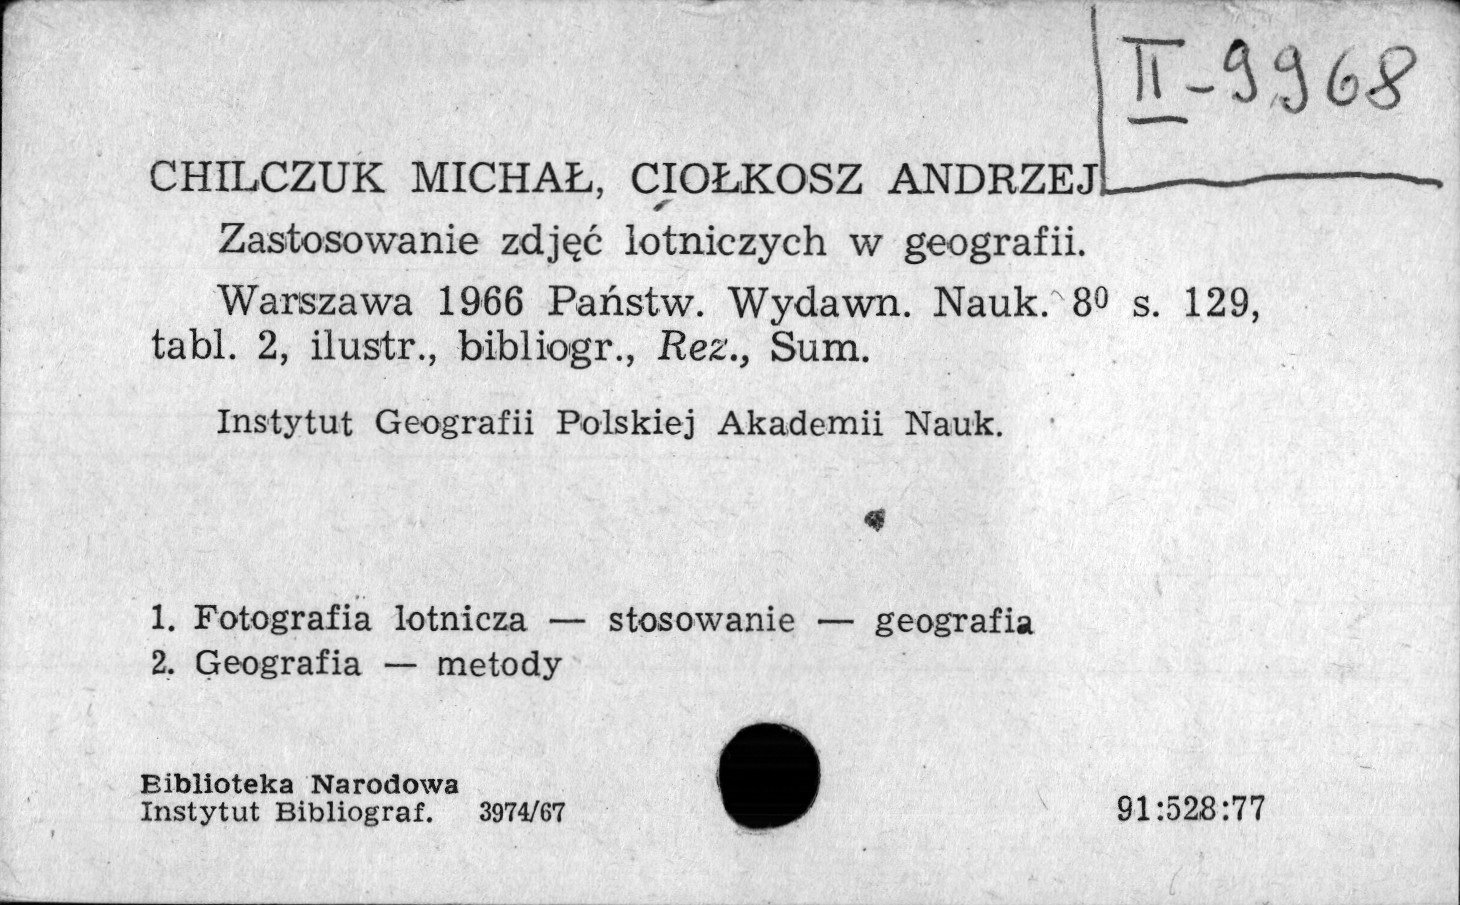 II-9968
CHILCZUK MICHAŁ, CIOŁKOSZ ANDRZEJ
Zastosowanie zdjęć lotniczych w geografii.
Warszawa 1966 Państw. Wydawn. Nauk. 8⁰ s. 129,
tabl. 2, ilustr., bibliogr., Rez., Sum.
Instytut Geografii Polskiej Akademii Nauk.
1. Fotografia lotnicza — stosowanie — geografia
2. Geografia — metody
Biblioteka Narodowa
Instytut Bibliograf. 3974/67
91:528:77